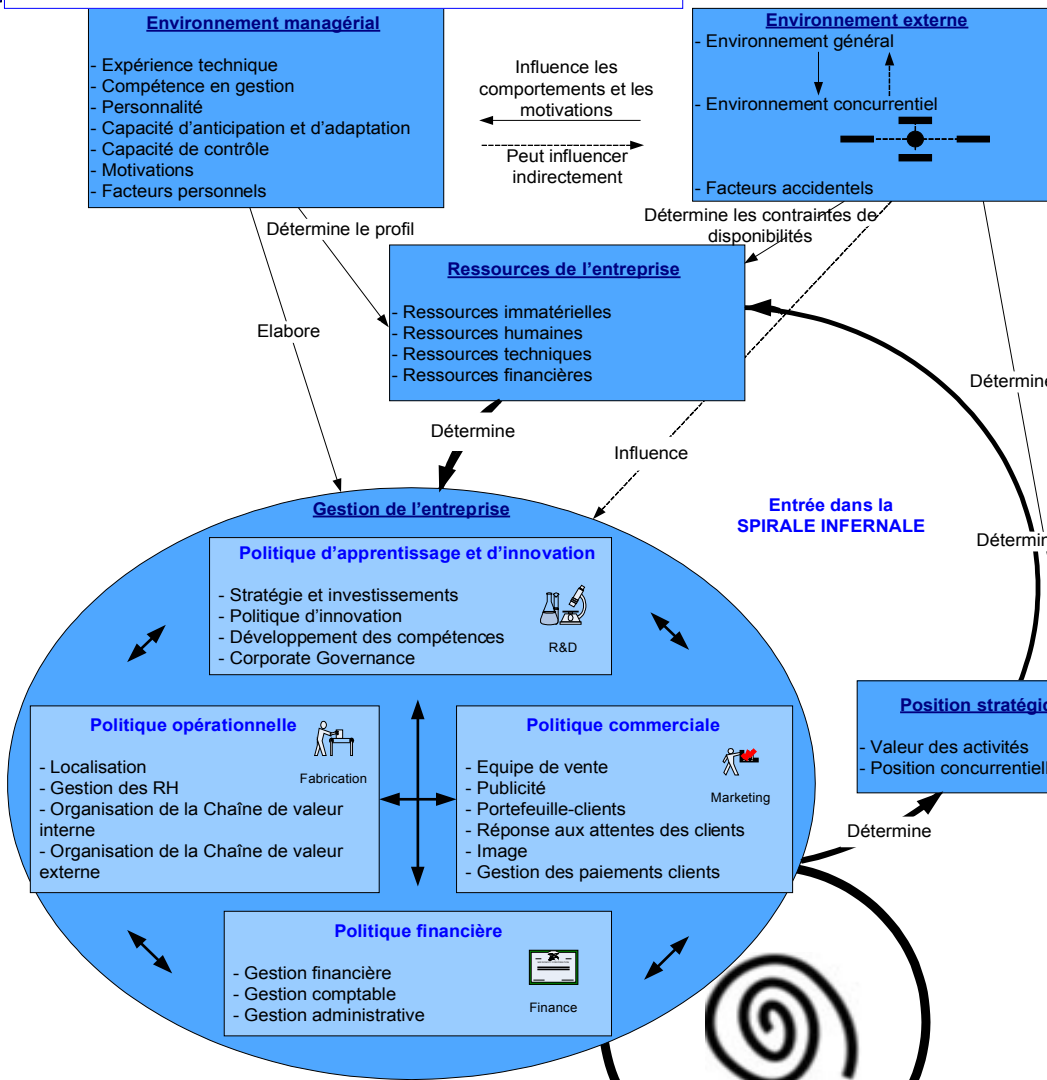 Environnement managérial
- Expérience technique
- Compétence en gestion
- Personnalité
- Capacité d'anticipation et d'adaptation
- Capacité de contrôle
- Motivations
- Facteurs personnels
Influence les
comportements et les
motivations
Peut influencer
indirectement
Environnement externe
- Environnement général
- Environnement concurrentiel
- Facteurs accidentels
Détermine le profil
Détermine les contraintes de
disponibilités
Ressources de l'entreprise
- Ressources immatérielles
- Ressources humaines
- Ressources techniques
- Ressources financières
Elabore
Détermine
Influence
Détermine
Entrée dans la
SPIRALE INFERNALE
Détermin
Gestion de l'entreprise
Politique d'apprentissage et d'innovation
- Stratégie et investissements
- Politique d'innovation
- Développement des compétences
- Corporate Governance
R&D
Politique opérationnelle
- Localisation
- Gestion des RH
- Organisation de la Chaîne de valeur
interne
- Organisation de la Chaîne de valeur
externe
Fabrication
Politique commerciale
- Equipe de vente
- Publicité
- Portefeuille-clients
- Réponse aux attentes des clients
- Image
- Gestion des paiements clients
Marketing
Position stratégic
- Valeur des activités
- Position concurrentiell
Détermine
Politique financière
- Gestion financière
- Gestion comptable
- Gestion administrative
Finance